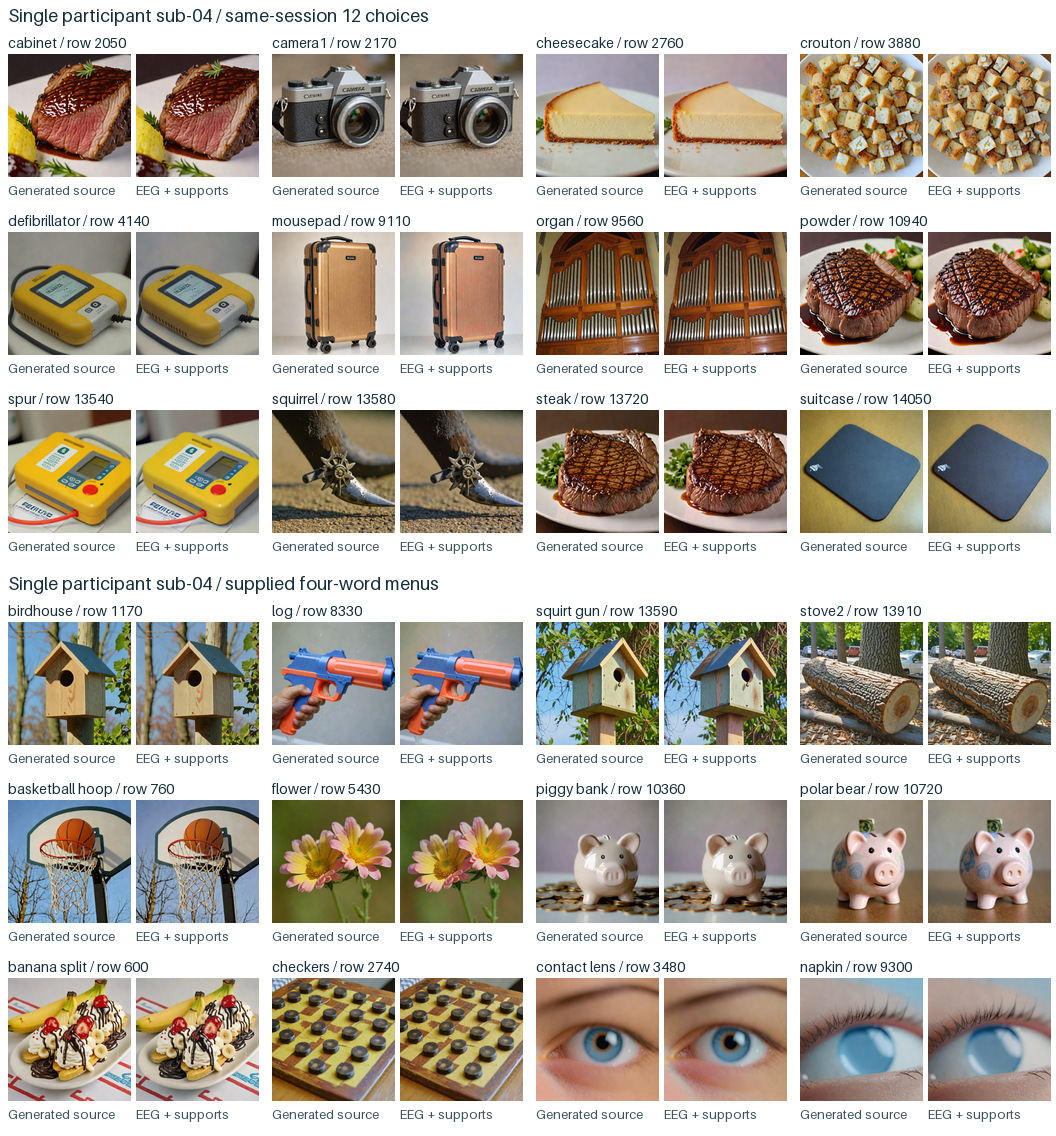 Single participant sub-04 / same-session 12 choices
cabinet / row 2050
camera1 / row 2170
cheesecake / row 2760
crouton / row 3880
Generated source
EEG + supports
Generated source
EEG + supports
Generated source
EEG + supports
Generated source
EEG + supports
defibrillator / row 4140
mousepad / row 9110
organ / row 9560
powder / row 10940
Generated source
EEG + supports
Generated source
EEG + supports
Generated source
EEG + supports
Generated source
EEG + supports
spur / row 13540
squirrel / row 13580
steak / row 13720
suitcase / row 14050
Generated source
EEG + supports
Generated source
EEG + supports
Generated source
EEG + supports
Generated source
EEG + supports
Single participant sub-04 / supplied four-word menus
birdhouse / row 1170
log / row 8330
squirt gun / row 13590
stove2 / row 13910
Generated source
EEG + supports
Generated source
EEG + supports
Generated source
EEG + supports
Generated source
EEG + supports
basketball hoop / row 760
flower / row 5430
piggy bank / row 10360
polar bear / row 10720
Generated source
EEG + supports
Generated source
EEG + supports
Generated source
EEG + supports
Generated source
EEG + supports
banana split / row 600
checkers / row 2740
contact lens / row 3480
napkin / row 9300
Generated source
EEG + supports
Generated source
EEG + supports
Generated source
EEG + supports
Generated source
EEG + supports